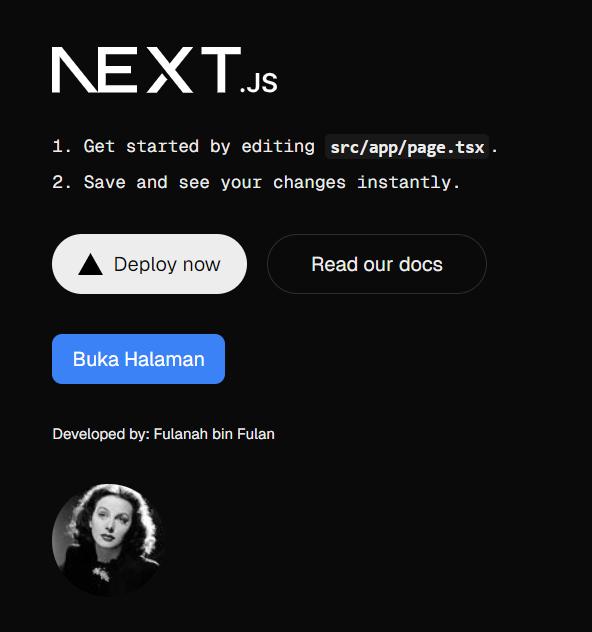 NEXT.JS
1. Get started by editing src/app/page.tsx.
2. Save and see your changes instantly.
Deploy now
Read our docs
Buka Halaman
Developed by: Fulanah bin Fulan